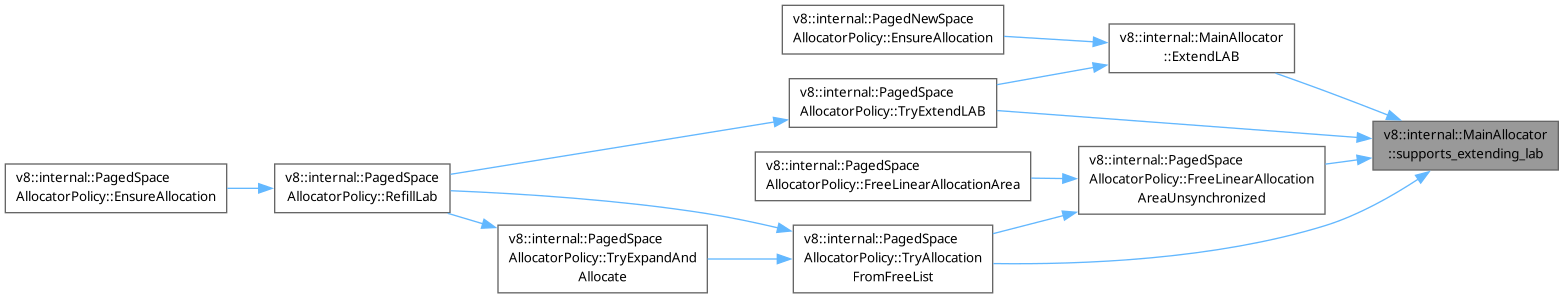 v8::internal::PagedNewSpace
AllocatorPolicy::EnsureAllocation
v8::internal::MainAllocator
::ExtendLAB
v8::internal::PagedSpace
AllocatorPolicy::TryExtendLAB
v8::internal::MainAllocator
::supports_extending_lab
v8::internal::PagedSpace
AllocatorPolicy::EnsureAllocation
v8::internal::PagedSpace
AllocatorPolicy::RefillLab
v8::internal::PagedSpace
AllocatorPolicy::FreeLinearAllocationArea
v8::internal::PagedSpace
AllocatorPolicy::FreeLinearAllocation
AreaUnsynchronized
v8::internal::PagedSpace
AllocatorPolicy::TryExpandAnd
Allocate
v8::internal::PagedSpace
AllocatorPolicy::TryAllocation
FromFreeList